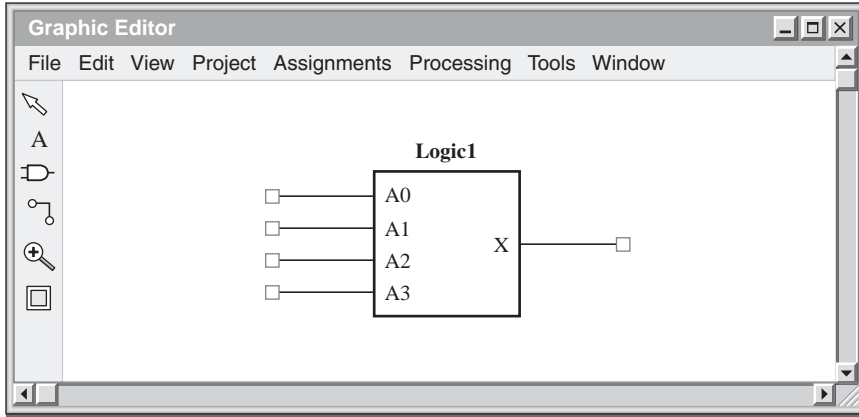 Graphic Editor
File Edit View Project Assignments Processing Tools Window
A
Logic1
A0
A1
A2
A3
X